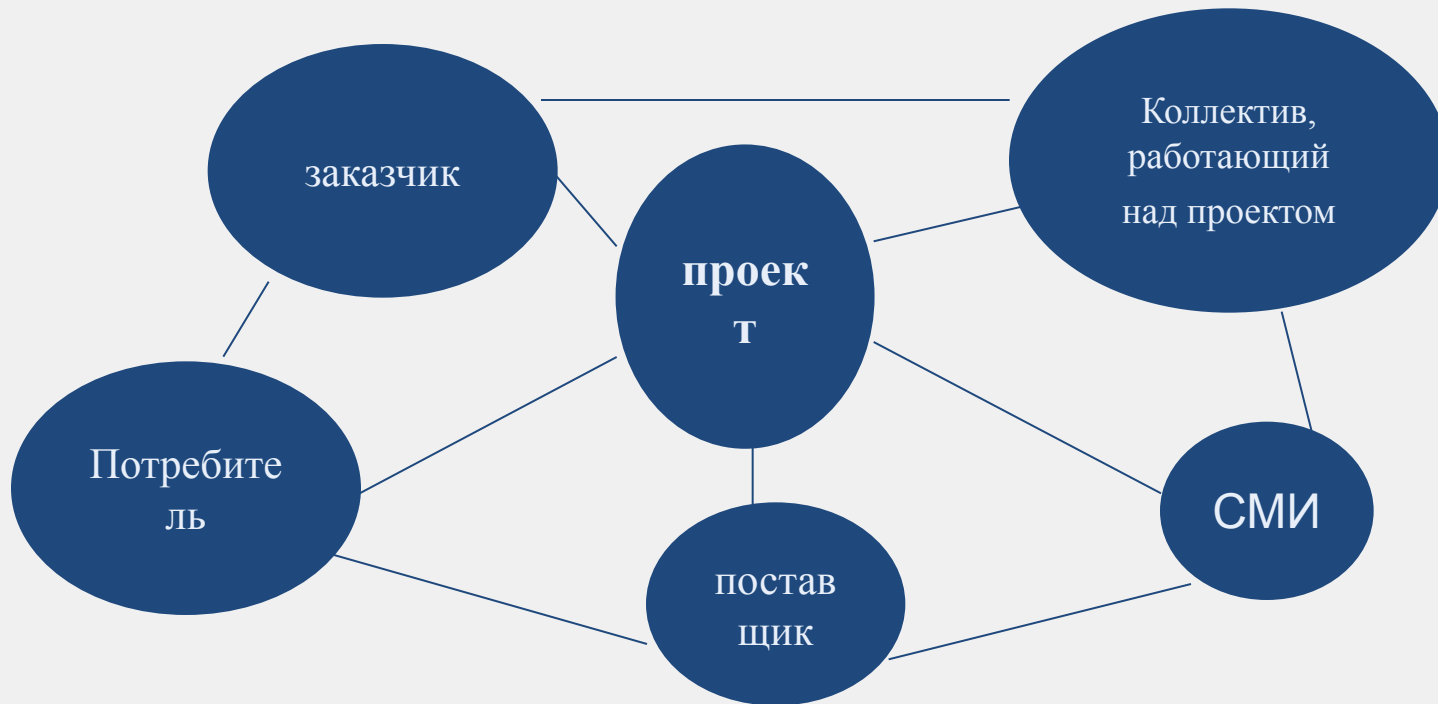 заказчик
Коллектив,
работающий
над проектом
проек
т
Потребите
ль
постав
щик
СМИ